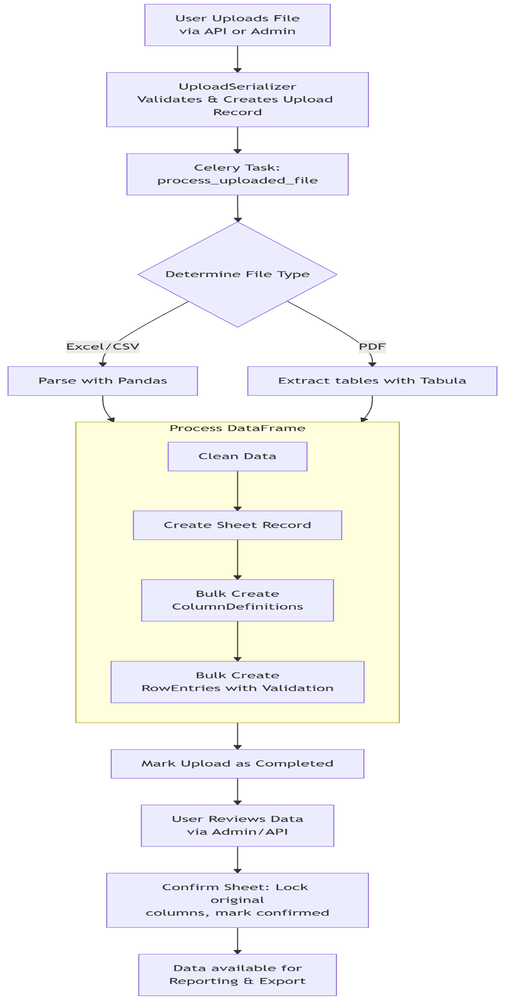 User Uploads File
via API or Admin
UploadSerializer
Validates & Creates Upload
Record
Celery Task:
process_uploaded_file
Determine File Type
Excel/CSV
PDF
Parse with Pandas
Extract tables with Tabula
Process DataFrame
Clean Data
Create Sheet Record
Bulk Create
ColumnDefinitions
Bulk Create
RowEntries with Validation
Mark Upload as Completed
User Reviews Data
via Admin/API
Confirm Sheet: Lock
original
columns, mark confirmed
Data available for
Reporting & Export